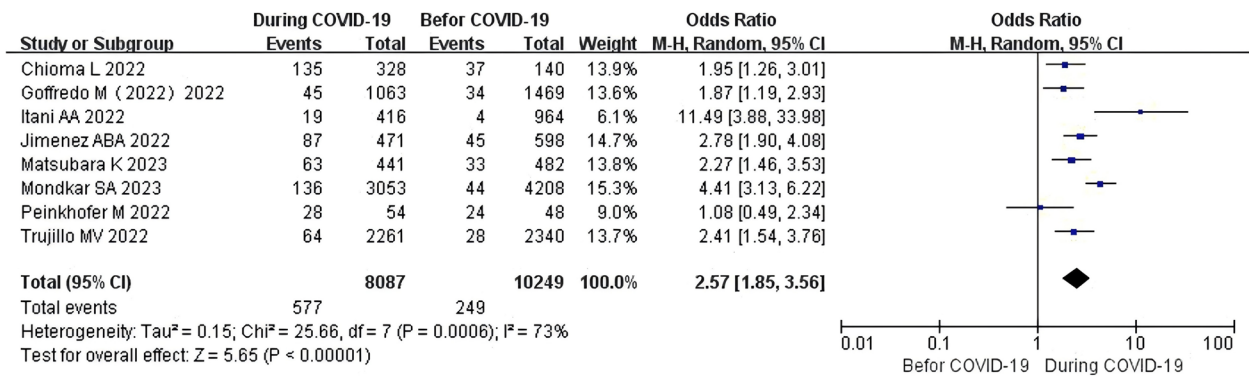 During COVID-19 Befor COVID-19 Odds Ratio Odds Ratio
Study or Subgroup Events Total Events Total Weight M-H, Random, 95% CI M-H, Random, 95% CI
Chioma L 2022 135 328 37 140 13.9% 1.95 [1.26, 3.01]
Goffredo M（2022）2022 45 1063 34 1469 13.6% 1.87 [1.19, 2.93]
Itani AA 2022 19 416 4 964 6.1% 11.49 [3.88, 33.98]
Jimenez ABA 2022 87 471 45 598 14.7% 2.78 [1.90, 4.08]
Matsubara K 2023 63 441 33 482 13.8% 2.27 [1.46, 3.53]
Mondkar SA 2023 136 3053 44 4208 15.3% 4.41 [3.13, 6.22]
Peinkhofer M 2022 28 54 24 48 9.0% 1.08 [0.49, 2.34]
Trujillo MV 2022 64 2261 28 2340 13.7% 2.41 [1.54, 3.76]
Total (95% CI) 8087 10249 100.0% 2.57 [1.85, 3.56]
Total events 577 249
Heterogeneity: Tau² = 0.15; Chi² = 25.66, df = 7 (P = 0.0006); I² = 73%
Test for overall effect: Z = 5.65 (P < 0.00001)
0.01 0.1 1 10 100
Befor COVID-19 During COVID-19